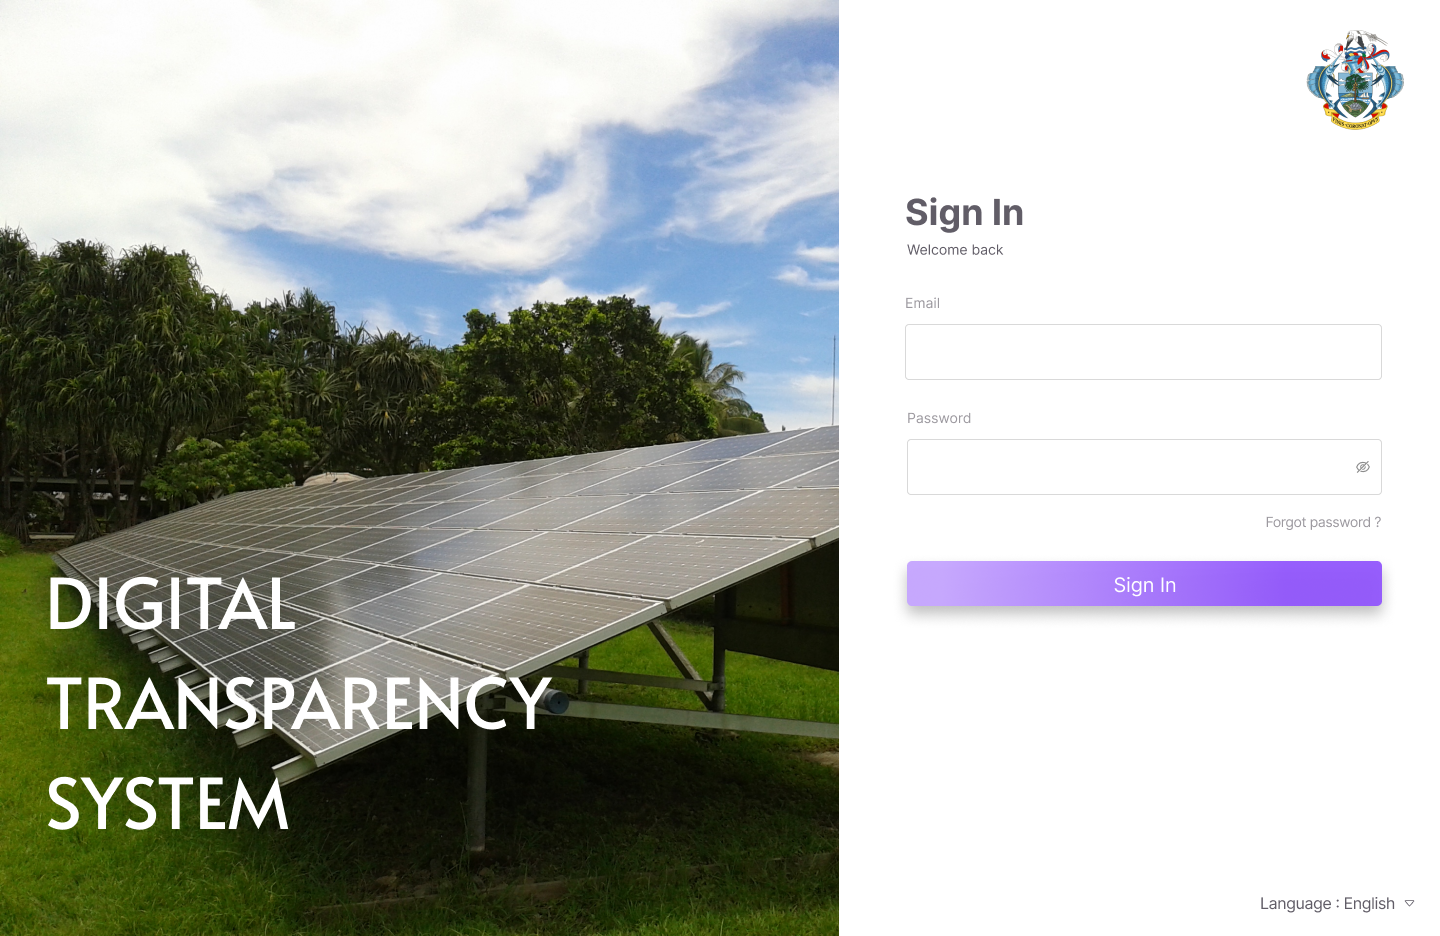 DIGITAL
TRANSPARENCY
SYSTEM
Sign In
Welcome back
Email
Password
Forgot password ?
Sign In
Language : English